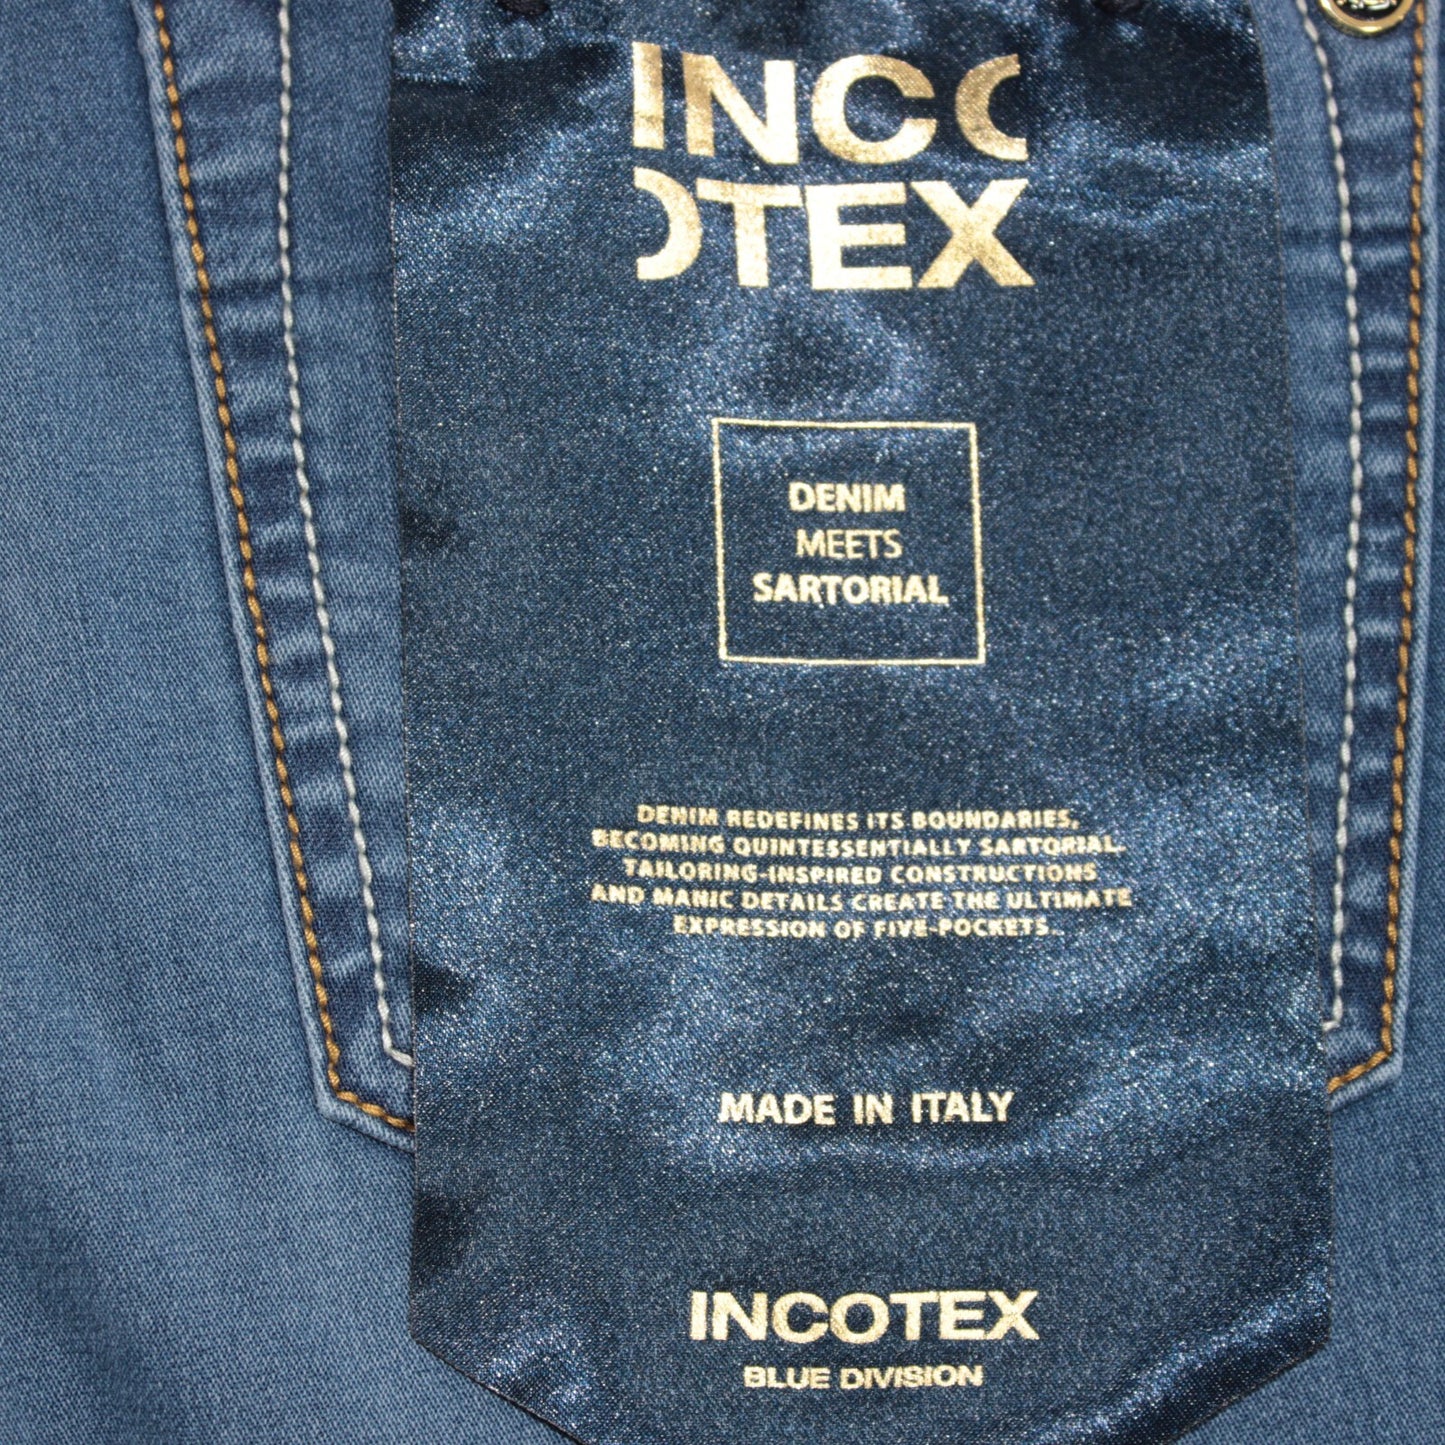 INCO
OTEX
DENIM
MEETS
SARTORIAL
DENIM REDEFINES ITS BOUNDARIES,
BECOMING QUINTESSENTIALLY SARTORIAL.
TAILORING-INSPIRED CONSTRUCTIONS
AND MANIC DETAILS CREATE THE ULTIMATE
EXPRESSION OF FIVE-POCKETS.
MADE IN ITALY
INCOTEX
BLUE DIVISION